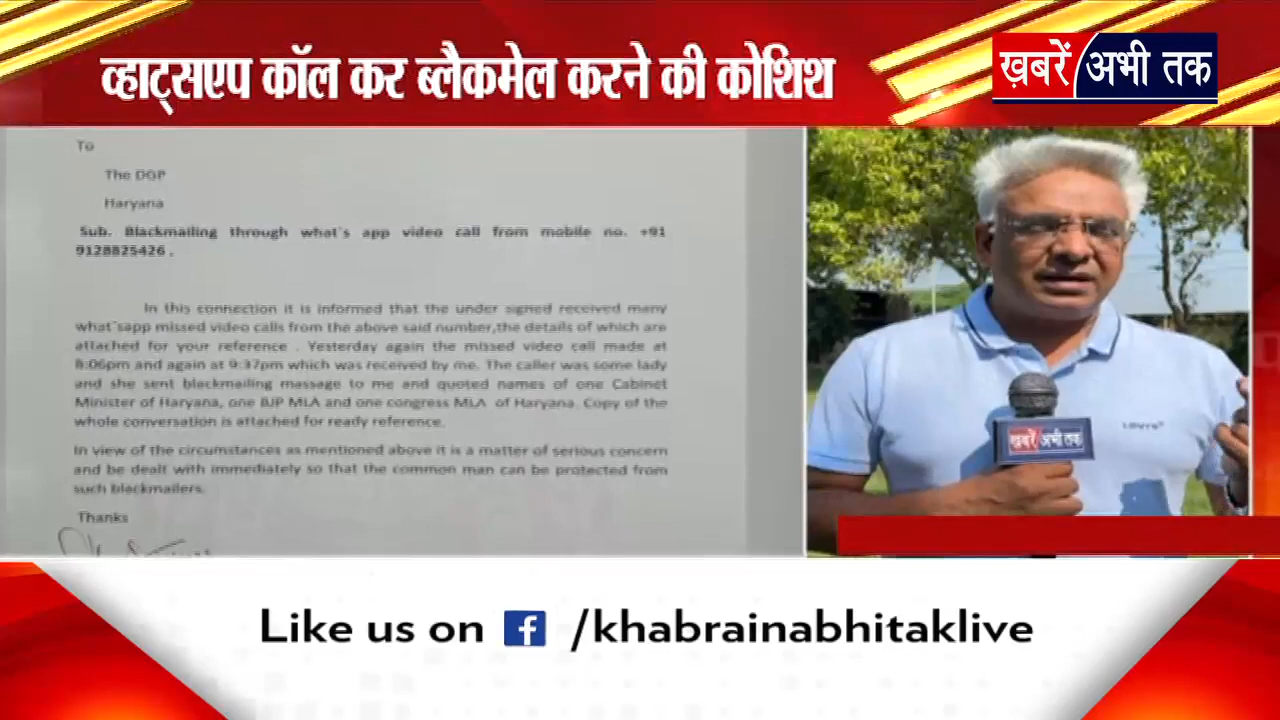 व्हाट्सएप कॉल कर ब्लैकमेल करने की कोशिश
ख़बरें अभी तक
To
The DGP
Haryana
Sub. Blackmailing through what`s app video call from mobile no. +91
9128825426 .
In this connection it is informed that the under signed received many
what`sapp missed video calls from the above said number,the details of which are
attached for your reference . Yesterday again the missed video call made at
8:06pm and again at 9:37pm which was received by me. The caller was some lady
and she sent blackmailing massage to me and quoted names of one Cabinet
Minister of Haryana, one BJP MLA and one congress MLA of Haryana. Copy of the
whole conversation is attached for ready reference.
In view of the circumstances as mentioned above it is a matter of serious concern
and be dealt with immediately so that the common man can be protected from
such blackmailers.
Thanks
ख़बरें अभी तक
Like us on f /khabrainabhitaklive